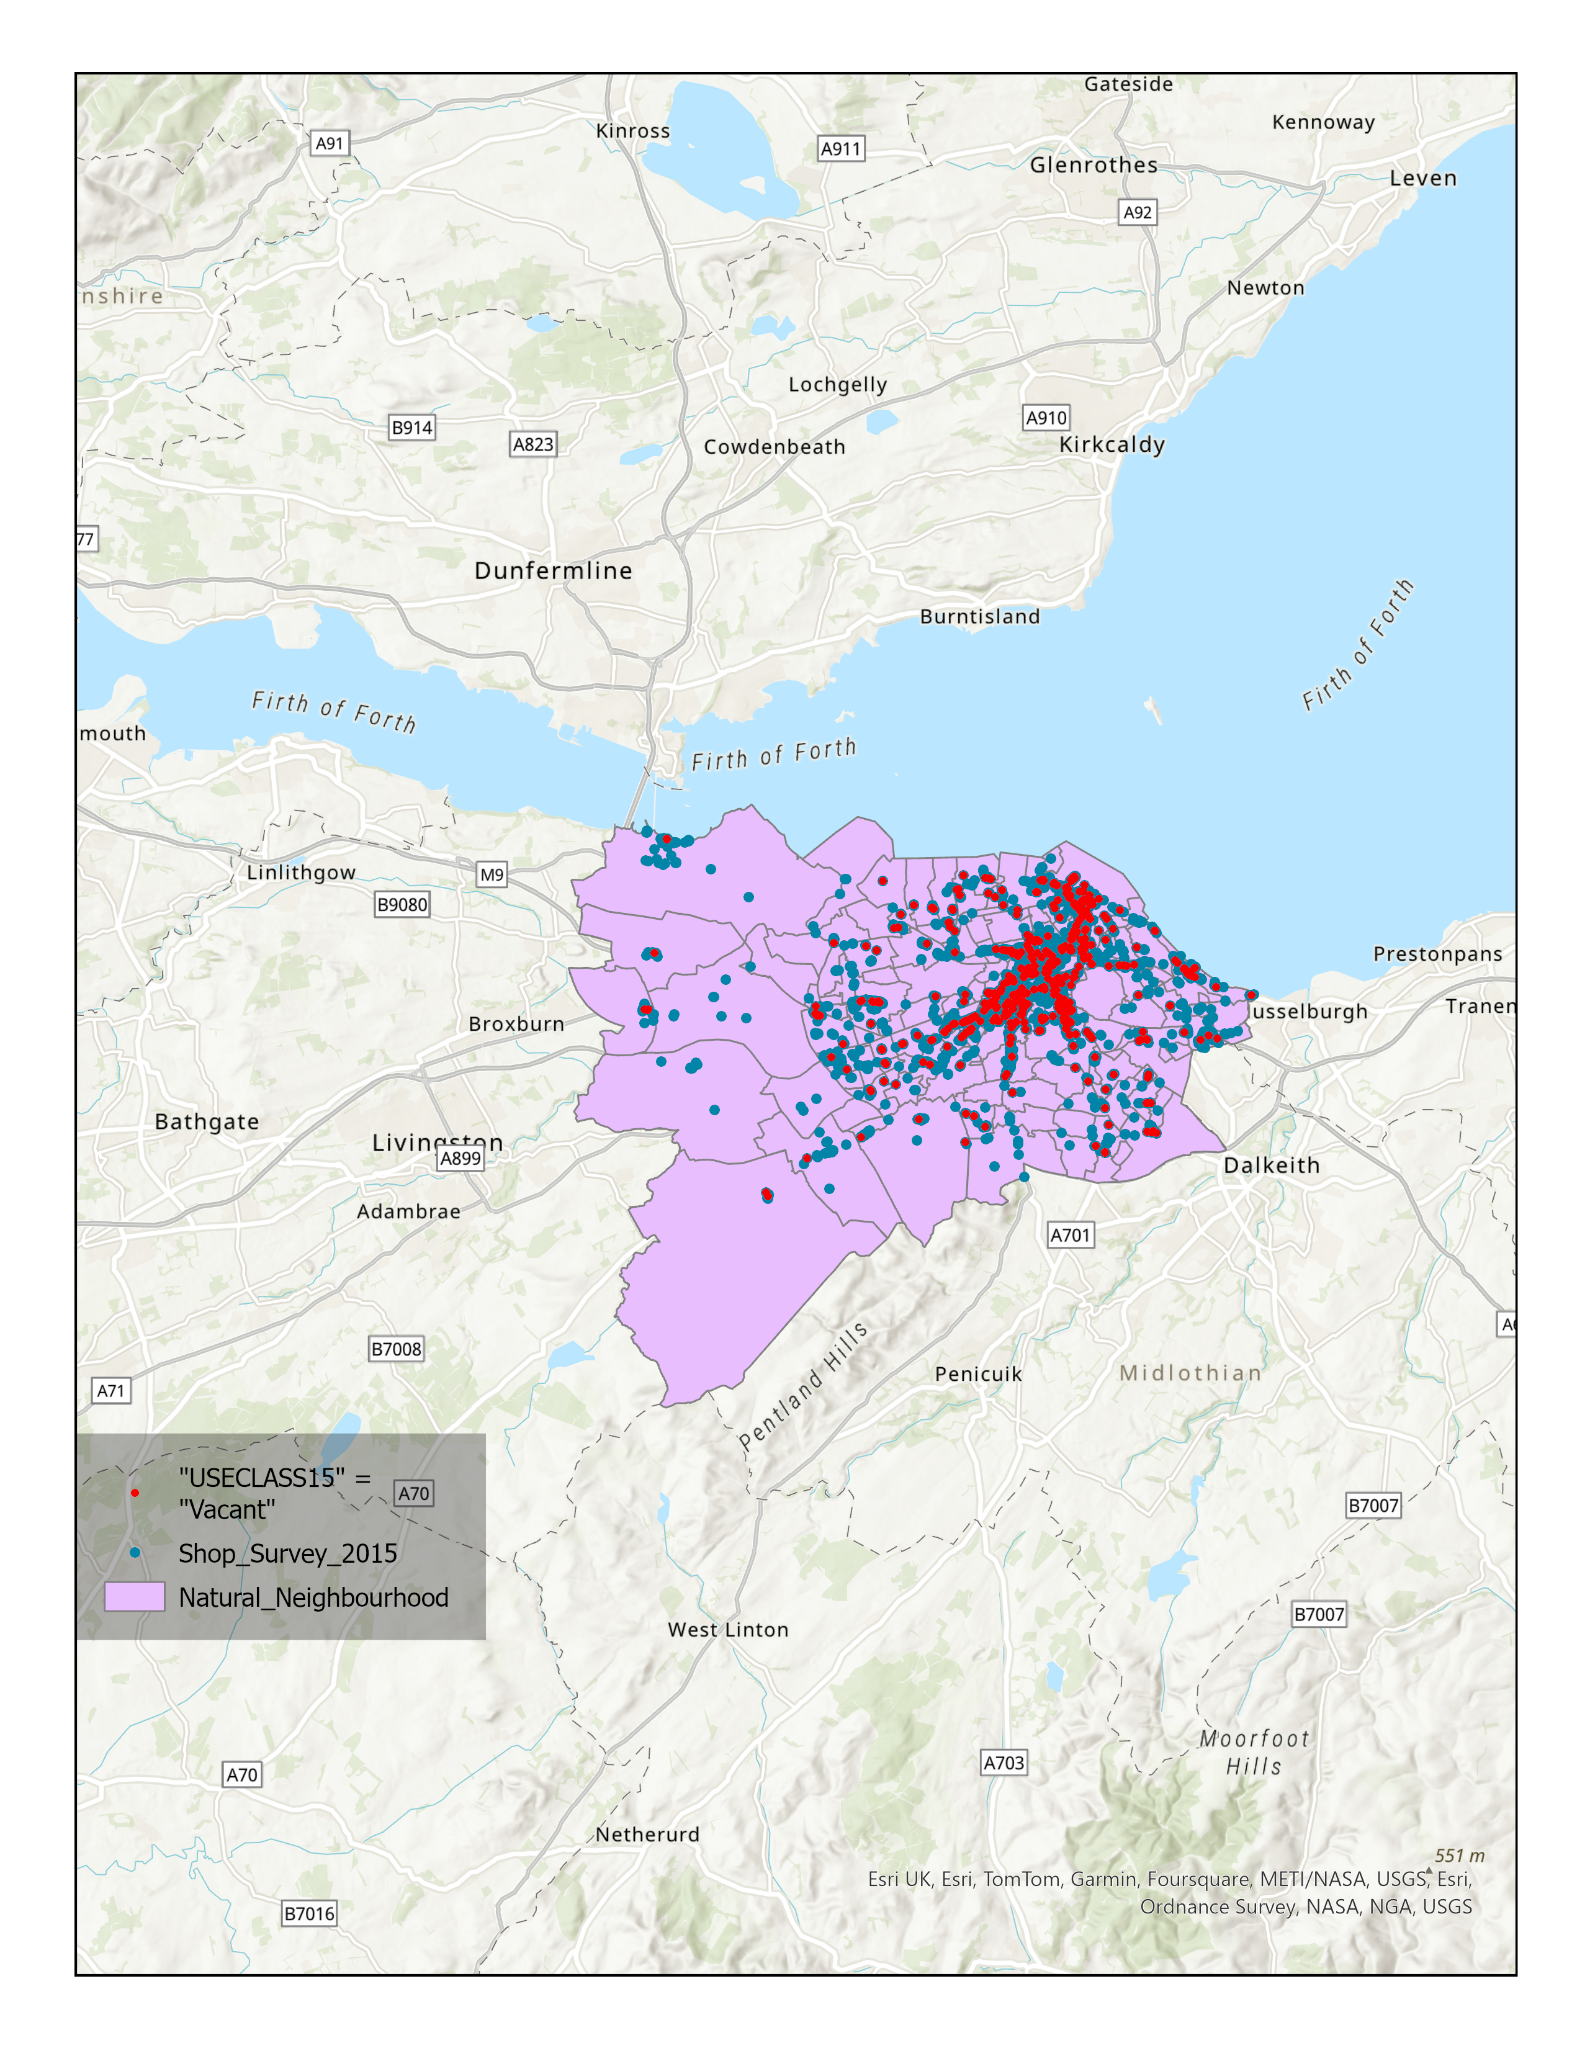 Gateside
Kennoway
Kinross
A91
A911
Glenrothes
Leven
A92
Newton
nshire
Lochgelly
B914
A910
A823
Cowdenbeath
Kirkcaldy
77
Dunfermline
Burntisland
Firth of Forth
Firth of Forth
mouth
Firth of Forth
Linlithgow
M9
B9080
Prestonpans
Broxburn
usselburgh
Tranen
Bathgate
Livingston
A899
Dalkeith
Adambrae
A701
A6
B7008
Pentland Hills
Penicuik
Midlothian
A71
"USECLASS15" =
"Vacant"
A70
B7007
Shop_Survey_2015
Natural_Neighbourhood
B7007
West Linton
Moorfoot
Hills
A703
A70
Netherurd
551 m
Esri UK, Esri, TomTom, Garmin, Foursquare, METI/NASA, USGS, Esri,
Ordnance Survey, NASA, NGA, USGS
B7016